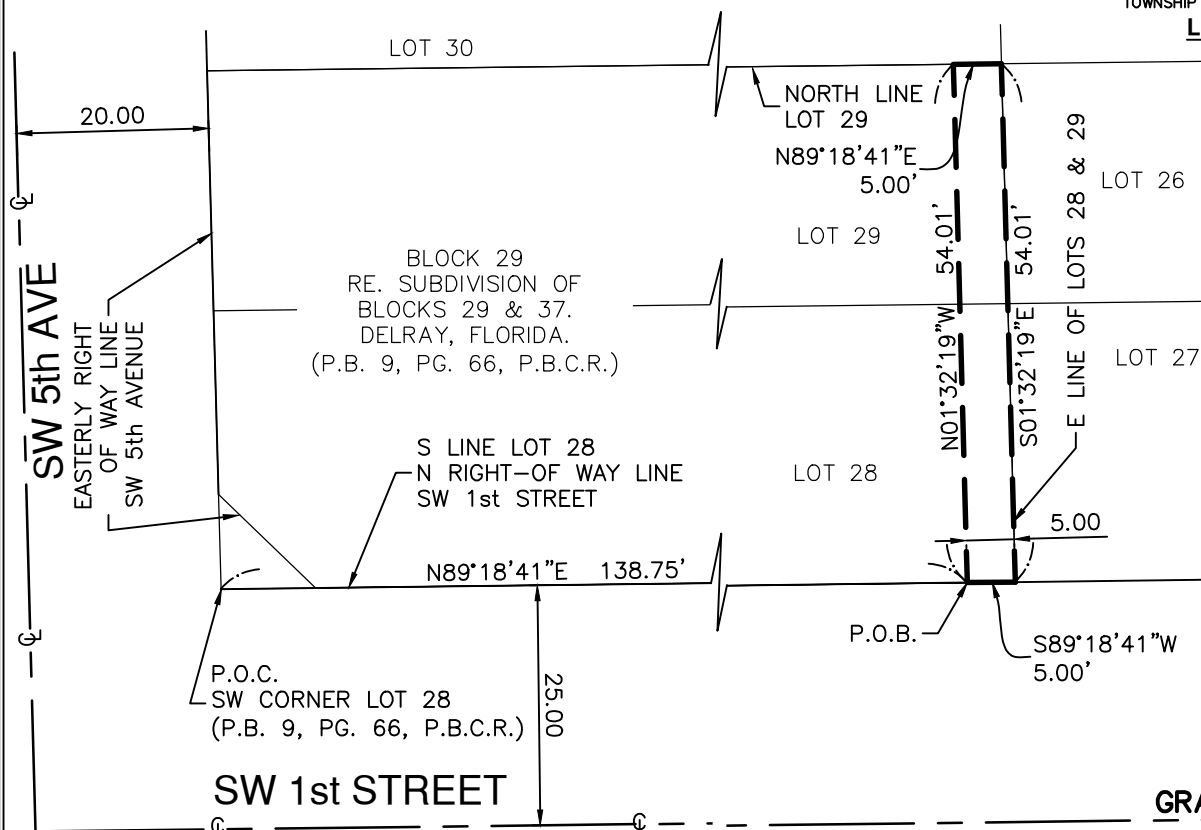 TOWNSHIP
L
LOT 30
20.00
NORTH LINE
LOT 29
N89°18'41"E
5.00'
LOT 26
LOT 29
54.01'
54.01'
E LINE OF LOTS 28 & 29
BLOCK 29
RE. SUBDIVISION OF
BLOCKS 29 & 37.
DELRAY, FLORIDA.
(P.B. 9, PG. 66, P.B.C.R.)
SW 5th AVE
EASTERLY RIGHT
OF WAY LINE
SW 5th AVENUE
N01°32'19"W
S01°32'19"E
LOT 27
S LINE LOT 28
N RIGHT-OF WAY LINE
SW 1st STREET
LOT 28
5.00
N89°18'41"E 138.75'
P.O.B.
S89°18'41"W
5.00'
P.O.C.
SW CORNER LOT 28
(P.B. 9, PG. 66, P.B.C.R.)
25.00
SW 1st STREET
GRA